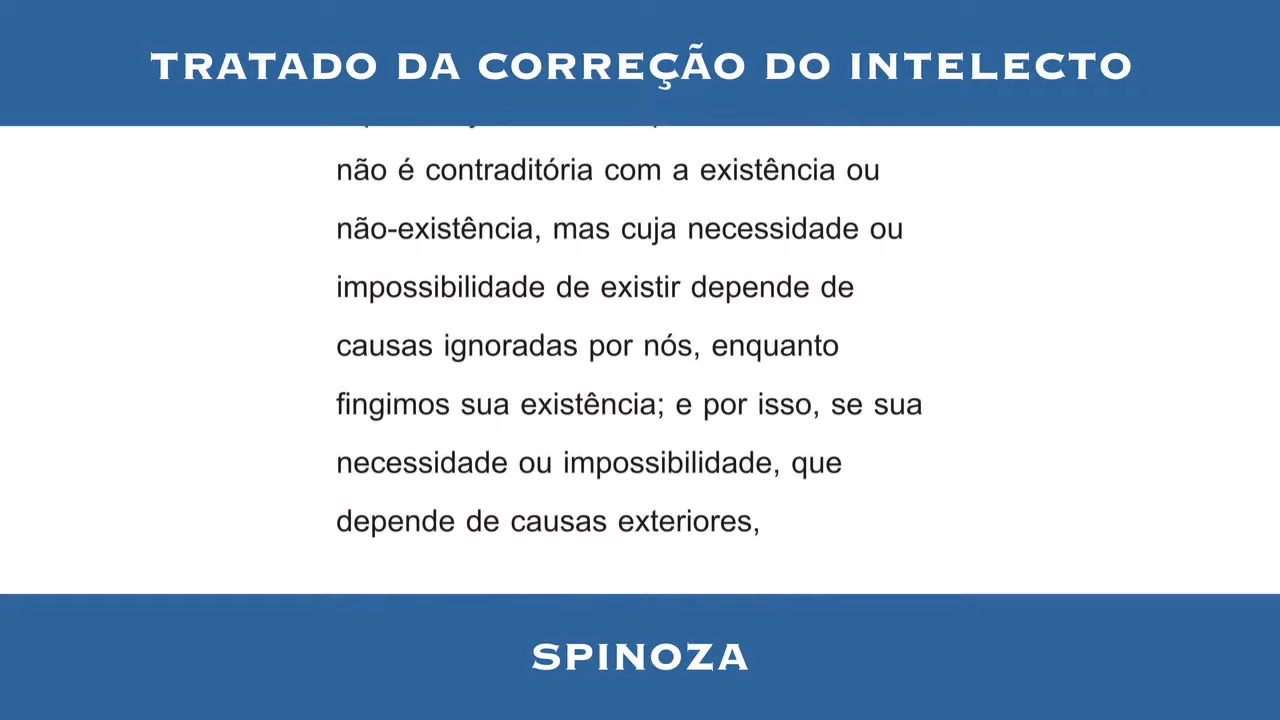 TRATADO DA CORREÇÃO DO INTELECTO
não é contraditória com a existência ou
não-existência, mas cuja necessidade ou
impossibilidade de existir depende de
causas ignoradas por nós, enquanto
fingimos sua existência; e por isso, se sua
necessidade ou impossibilidade, que
depende de causas exteriores,
SPINOZA